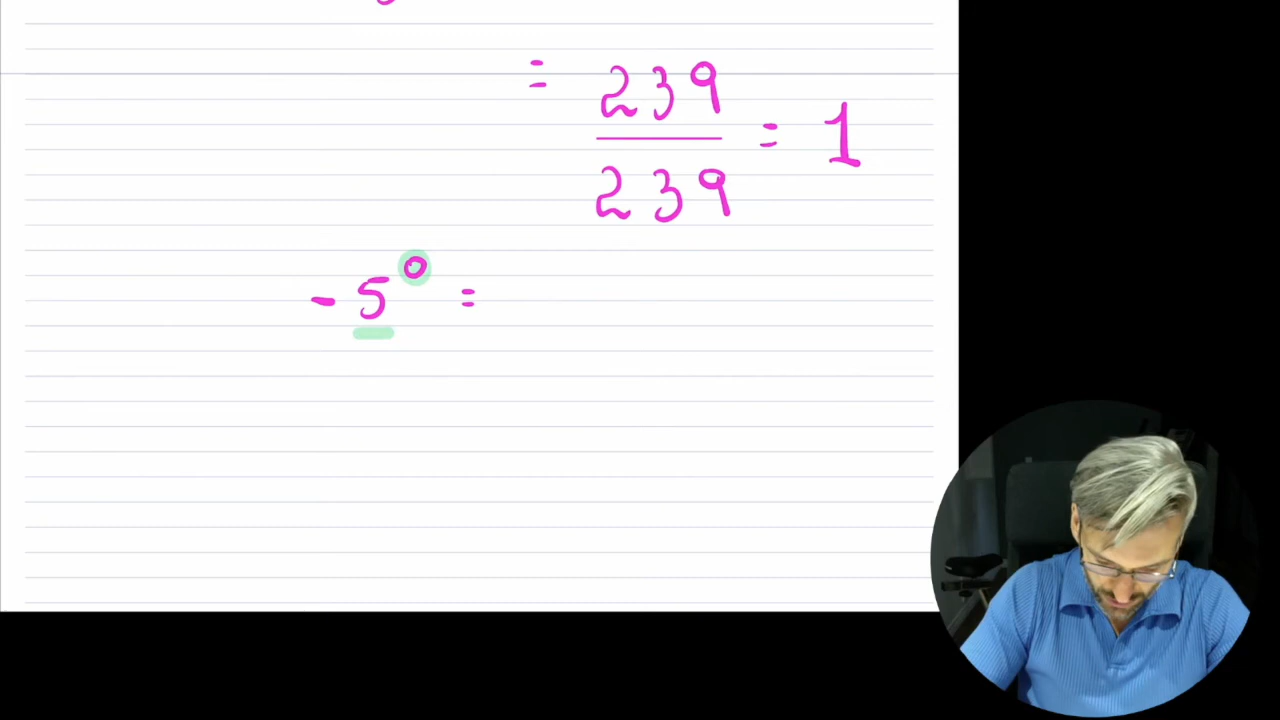 = 239/239 = 1
- 5⁰ =